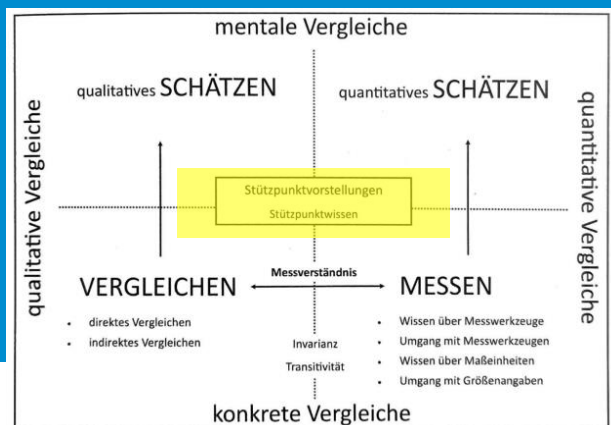 mentale Vergleiche
qualitatives SCHÄTZEN
quantitatives SCHÄTZEN
qualitative Vergleiche
quantitative Vergleiche
Stützpunktvorstellungen
Stützpunktwissen
Messverständnis
VERGLEICHEN
MESSEN
• direktes Vergleichen
• indirektes Vergleichen
Invarianz
Transitivität
• Wissen über Messwerkzeuge
• Umgang mit Messwerkzeugen
• Wissen über Maßeinheiten
• Umgang mit Größenangaben
konkrete Vergleiche